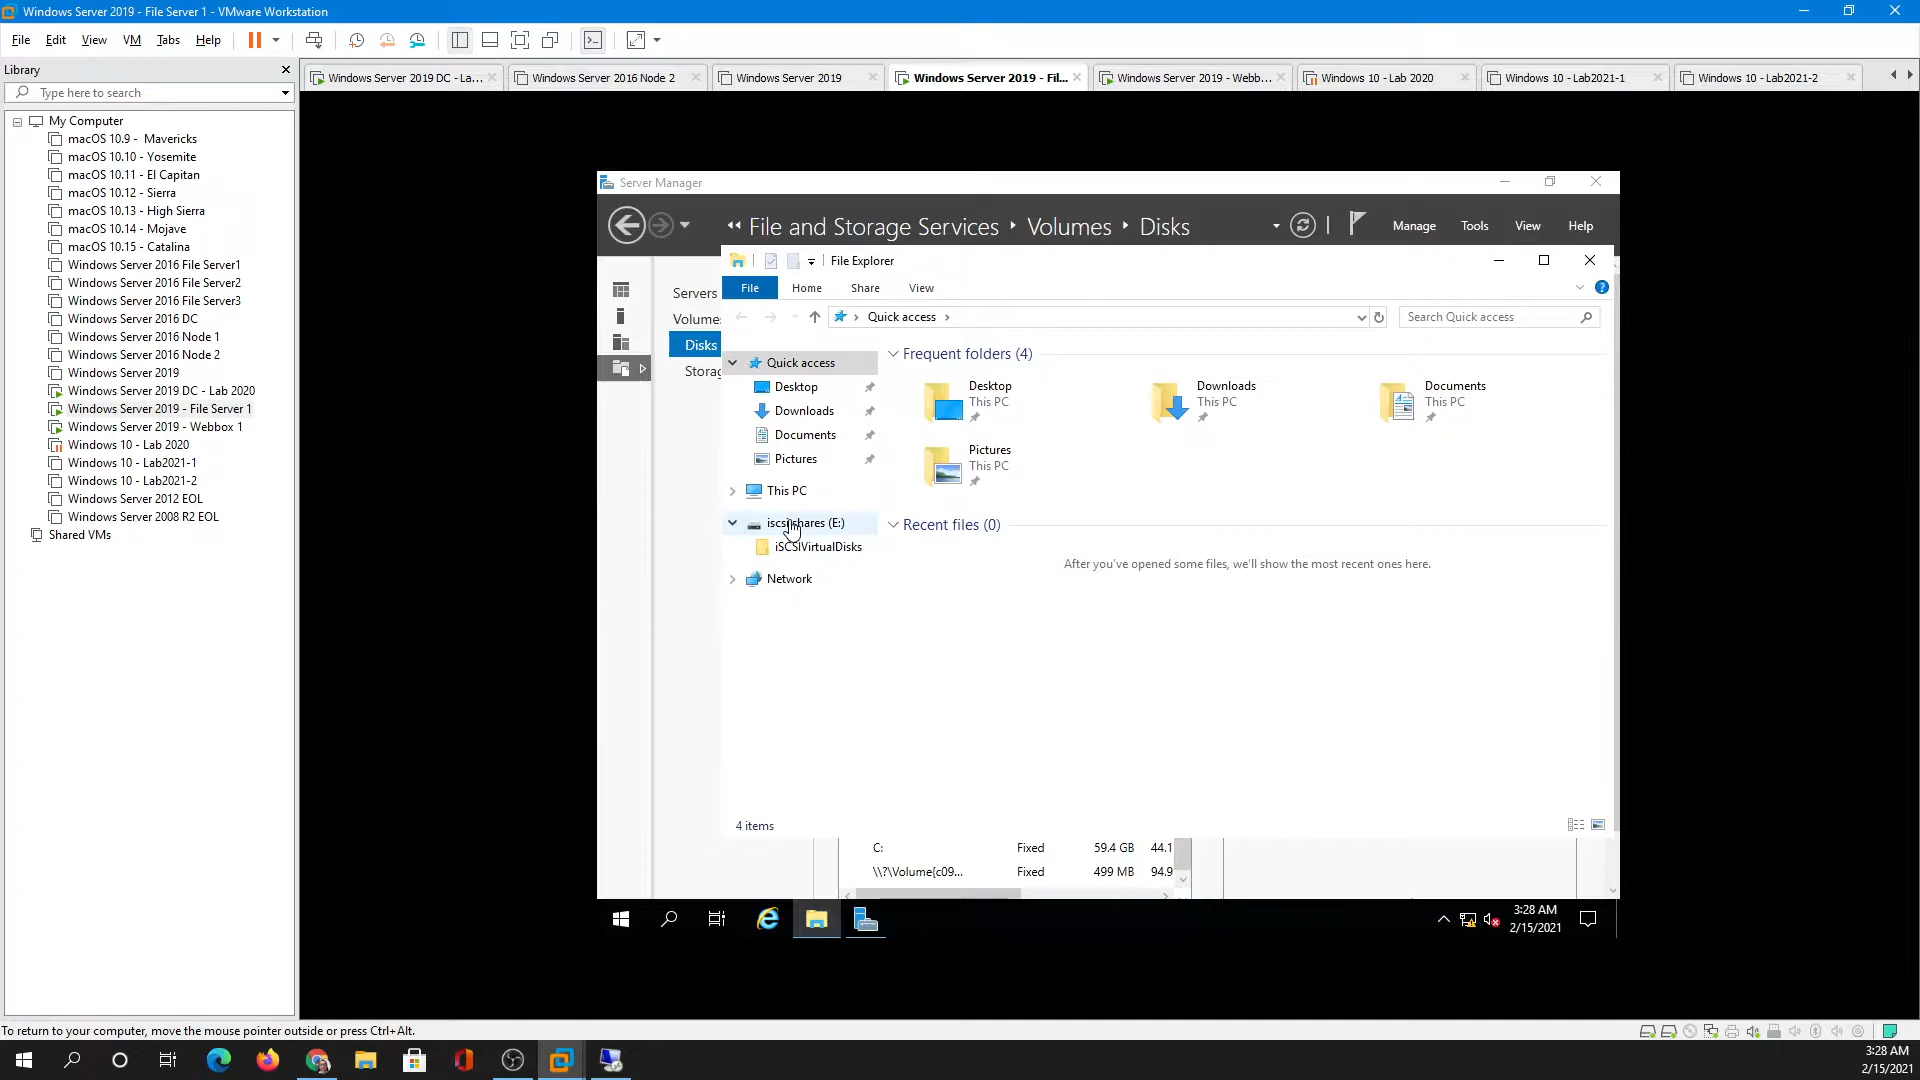 Windows Server 2019 - File Server 1 - VMware Workstation
File Edit View VM Tabs Help
Library
Type here to search
My Computer
macOS 10.9 - Mavericks
macOS 10.10 - Yosemite
macOS 10.11 - El Capitan
macOS 10.12 - Sierra
macOS 10.13 - High Sierra
macOS 10.14 - Mojave
macOS 10.15 - Catalina
Windows Server 2016 File Server1
Windows Server 2016 File Server2
Windows Server 2016 File Server3
Windows Server 2016 DC
Windows Server 2016 Node 1
Windows Server 2016 Node 2
Windows Server 2019
Windows Server 2019 DC - Lab 2020
Windows Server 2019 - File Server 1
Windows Server 2019 - Webbox 1
Windows 10 - Lab 2020
Windows 10 - Lab2021-1
Windows 10 - Lab2021-2
Windows Server 2012 EOL
Windows Server 2008 R2 EOL
Shared VMs
Windows Server 2019 DC - La...
Windows Server 2016 Node 2
Windows Server 2019
Windows Server 2019 - Fil...
Windows Server 2019 - Webb...
Windows 10 - Lab 2020
Windows 10 - Lab2021-1
Windows 10 - Lab2021-2
Server Manager
File and Storage Services Volumes Disks
Manage Tools View Help
Servers
Volumes
Disks
Storag
File Explorer
File Home Share View
Quick access
Search Quick access
Quick access
Desktop
Downloads
Documents
Pictures
This PC
iscsishares (E:)
iSCSIVirtualDisks
Network
Frequent folders (4)
Desktop
This PC
Downloads
This PC
Documents
This PC
Pictures
This PC
Recent files (0)
After you've opened some files, we'll show the most recent ones here.
4 items
C: Fixed 59.4 GB 44.1
\\?\Volume{c09... Fixed 499 MB 94.9
3:28 AM
2/15/2021
To return to your computer, move the mouse pointer outside or press Ctrl+Alt.
3:28 AM
2/15/2021